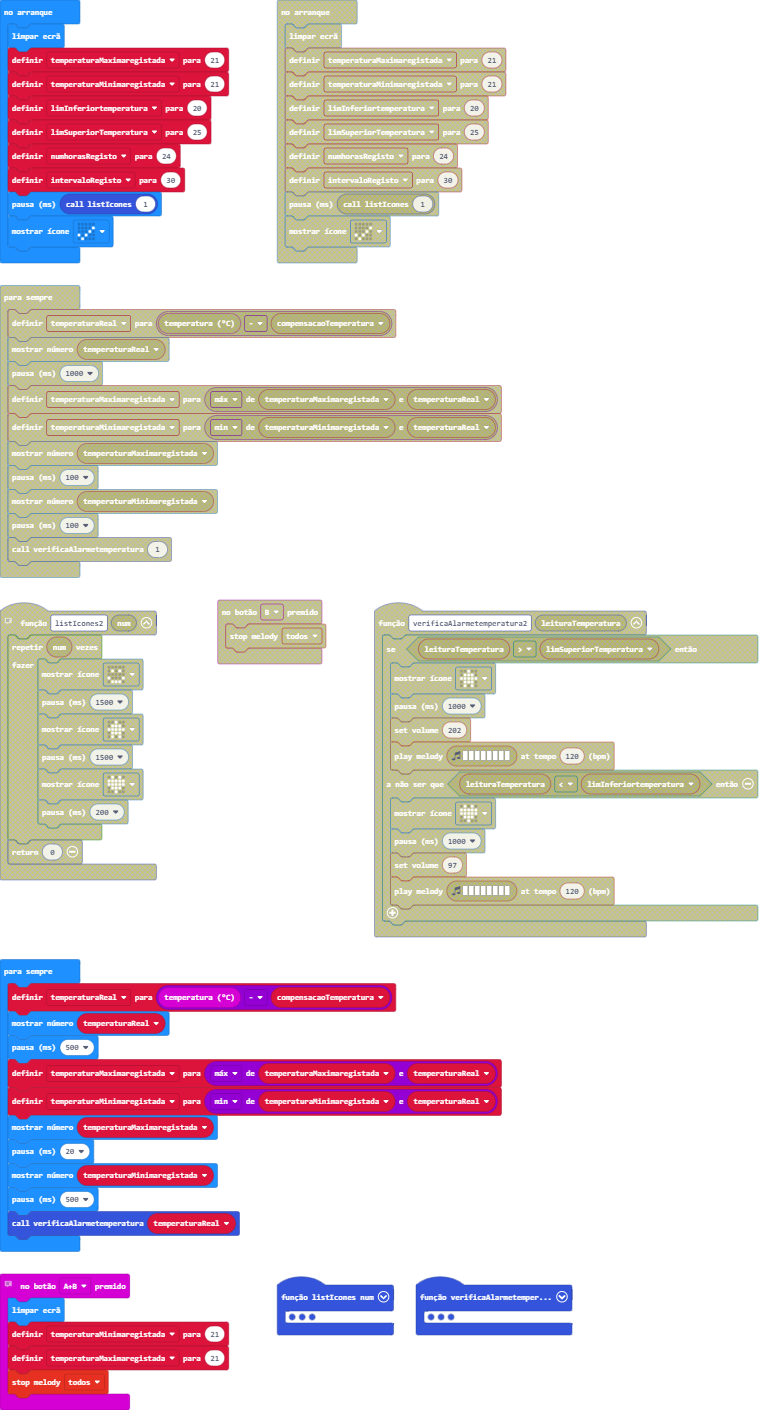 no arranque
limpar ecrã
definir temperaturaMaximaregistada para 21
definir temperaturaMinimaregistada para 21
definir limInferiortemperatura para 20
definir limSuperiorTemperatura para 25
definir numhorasRegisto para 24
definir intervaloRegisto para 30
pausa (ms) call listIcones 1
mostrar ícone
no arranque
limpar ecrã
definir temperaturaMaximaregistada para 21
definir temperaturaMinimaregistada para 21
definir limInferiortemperatura para 20
definir limSuperiorTemperatura para 25
definir numhorasRegisto para 24
definir intervaloRegisto para 30
pausa (ms) call listIcones 1
mostrar ícone
para sempre
definir temperaturaReal para temperatura (°C) - compensacaoTemperatura
mostrar número temperaturaReal
pausa (ms) 1000
definir temperaturaMaximaregistada para máx de temperaturaMaximaregistada e temperaturaReal
definir temperaturaMinimaregistada para min de temperaturaMinimaregistada e temperaturaReal
mostrar número temperaturaMaximaregistada
pausa (ms) 100
mostrar número temperaturaMinimaregistada
pausa (ms) 100
call verificaAlarmetemperatura 1
função listIcones2 num
repetir num vezes
fazer
mostrar ícone
pausa (ms) 1500
mostrar ícone
pausa (ms) 1500
mostrar ícone
pausa (ms) 200
return 0
no botão B premido
stop melody todos
função verificaAlarmetemperatura2 leituraTemperatura
se leituraTemperatura > limSuperiorTemperatura então
mostrar ícone
pausa (ms) 1000
set volume 202
play melody at tempo 120 (bpm)
a não ser que leituraTemperatura < limInferiortemperatura então
mostrar ícone
pausa (ms) 1000
set volume 97
play melody at tempo 120 (bpm)
para sempre
definir temperaturaReal para temperatura (°C) - compensacaoTemperatura
mostrar número temperaturaReal
pausa (ms) 500
definir temperaturaMaximaregistada para máx de temperaturaMaximaregistada e temperaturaReal
definir temperaturaMinimaregistada para min de temperaturaMinimaregistada e temperaturaReal
mostrar número temperaturaMaximaregistada
pausa (ms) 20
mostrar número temperaturaMinimaregistada
pausa (ms) 500
call verificaAlarmetemperatura temperaturaReal
no botão A+B premido
limpar ecrã
definir temperaturaMinimaregistada para 21
definir temperaturaMaximaregistada para 21
stop melody todos
função listIcones num
função verificaAlarmetemper...